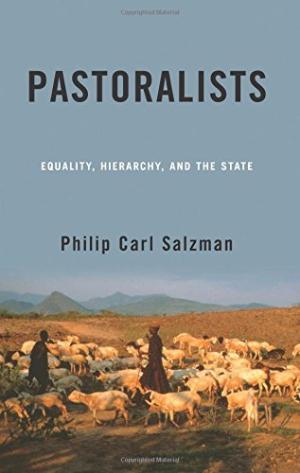 PASTORALISTS
EQUALITY, HIERARCHY, AND THE STATE
Philip Carl Salzman